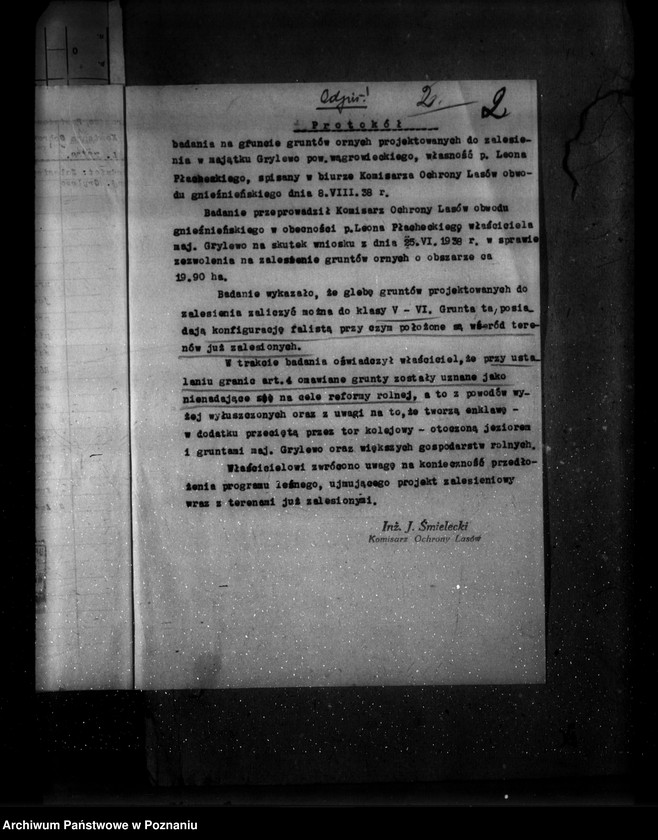 Odpis!
2.
2
Protokół
badania na gruncie gruntów ornych projektowanych do zalesie-
nia w majątku Grylewo pow.wągrowieckiego, własność p. Leona
Płacheckiego, spisany w biurze Komisarza Ochrony Lasów obwo-
du gnieźnieńskiego dnia 8.VIII.38 r.
Badanie przeprowadził Komisarz Ochrony Lasów obwodu
gnieźnieńskiego w obecności p.Leona Płacheckiegę właściciela
maj. Grylewo na skutek wniosku z dnia 25.VI.1938 r. w sprawie
zezwolenia na zalesienie gruntów ornych o obszarze ca
19.90 ha.
Badanie wykazało, że glebę gruntów projektowanych do
zalesienia zaliczyć można do klasy V - VI. Grunta te, posia_
dają konfigurację falistą przy czym położone są wśród tere-
nów już zalesionych.
W trakcie badania oświadczył właściciel, że przy usta_
laniu granic art.4 omawiane grunty zostały uznane jako
nienadające się na cele reformy rolnej, a to z powodów wy-
żej wyłuszczonych oraz z uwagi na to, że tworzą enklawę -
w dodatku przeciętą przez tor kolejowy - otoczoną jeziorem
i gruntami maj. Grylewo oraz większych gospodarstw rolnych.
Właścicielowi zwrócono uwagę na konieczność przedło-
żenia programu leśnego, ujmującego projekt zalesieniowy
wraz z terenami już zalesionymi.
Inż. J. Śmielecki
Komisarz Ochrony Lasów
Archiwum Państwowe w Poznaniu